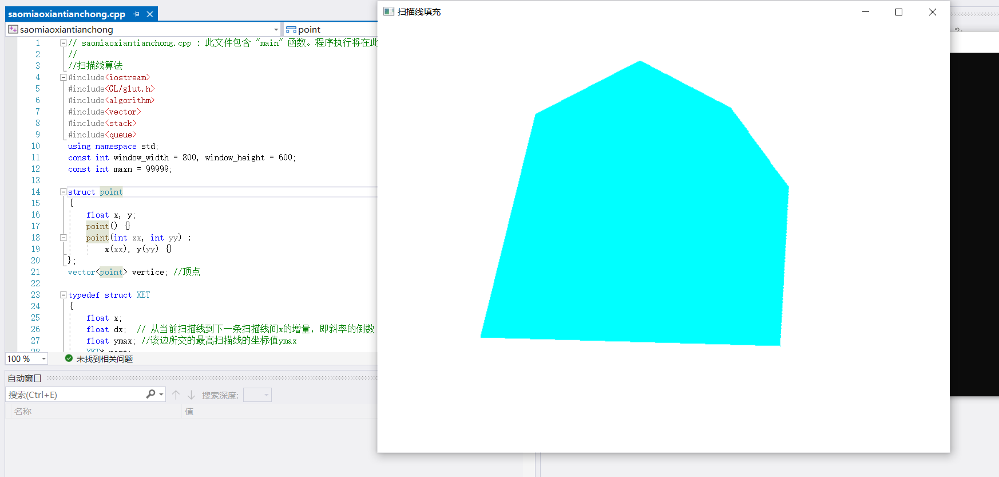 saomiaoxiantianchong.cpp
saomiaoxiantianchong
point
1 // saomiaoxiantianchong.cpp : 此文件包含 "main" 函数。程序执行将在此
2 //
3 //扫描线算法
4 #include<iostream>
5 #include<GL/glut.h>
6 #include<algorithm>
7 #include<vector>
8 #include<stack>
9 #include<queue>
10 using namespace std;
11 const int window_width = 800, window_height = 600;
12 const int maxn = 99999;
13
14 struct point
15 {
16 float x, y;
17 point() {}
18 point(int xx, int yy) :
19 x(xx), y(yy) {}
20 };
21 vector<point> vertice; //顶点
22
23 typedef struct XET
24 {
25 float x;
26 float dx; // 从当前扫描线到下一条扫描线间x的增量，即斜率的倒数
27 float ymax; //该边所交的最高扫描线的坐标值ymax
28
100 %
未找到相关问题
自动窗口
搜索(Ctrl+E)
搜索深度:
名称
值
扫描线填充